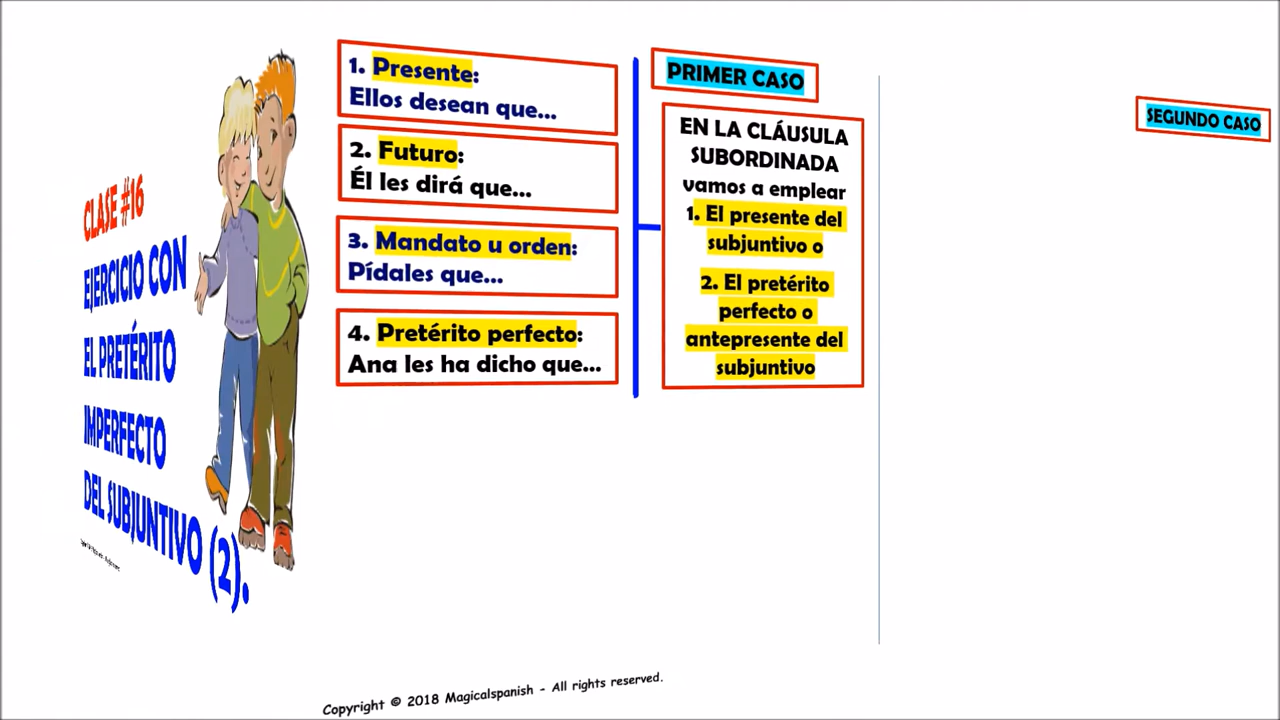 CLASE #16
EJERCICIO CON
EL PRETÉRITO
IMPERFECTO
DEL SUBJUNTIVO (2).
1. Presente:
Ellos desean que...
2. Futuro:
Él les dirá que...
3. Mandato u orden:
Pídales que...
4. Pretérito perfecto:
Ana les ha dicho que...
PRIMER CASO
EN LA CLÁUSULA
SUBORDINADA
vamos a emplear
1. El presente del
subjuntivo o
2. El pretérito
perfecto o
antepresente del
subjuntivo
SEGUNDO CASO
Copyright © 2018 Magicalspanish - All rights reserved.